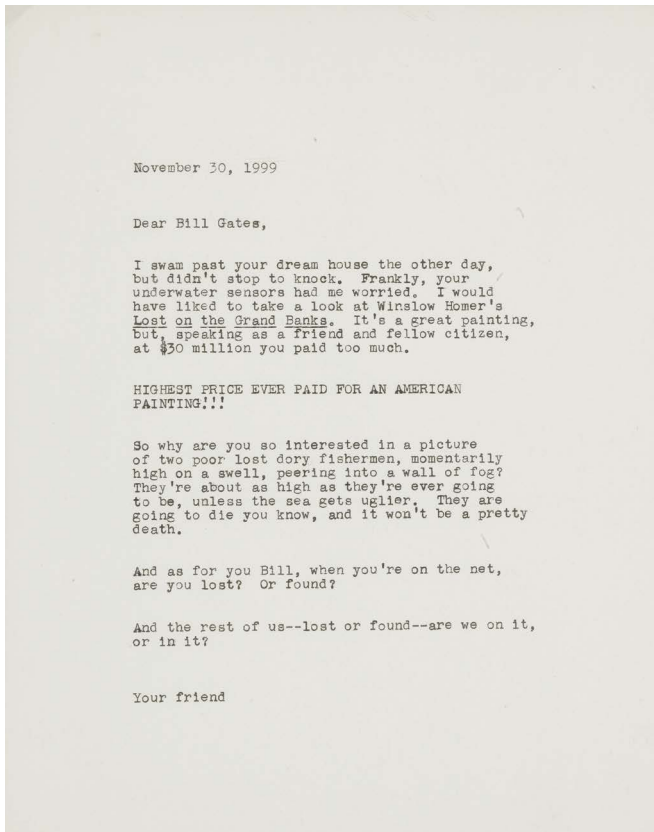 November 30, 1999
Dear Bill Gates,
I swam past your dream house the other day,
but didn't stop to knock.  Frankly, your
underwater sensors had me worried.  I would
have liked to take a look at Winslow Homer's
Lost on the Grand Banks.  It's a great painting,
but, speaking as a friend and fellow citizen,
at $30 million you paid too much.
HIGHEST PRICE EVER PAID FOR AN AMERICAN
PAINTING!!!
So why are you so interested in a picture
of two poor lost dory fishermen, momentarily
high on a swell, peering into a wall of fog?
They're about as high as they're ever going
to be, unless the sea gets uglier.  They are
going to die you know, and it won't be a pretty
death.
And as for you Bill, when you're on the net,
are you lost?  Or found?
And the rest of us--lost or found--are we on it,
or in it?
Your friend